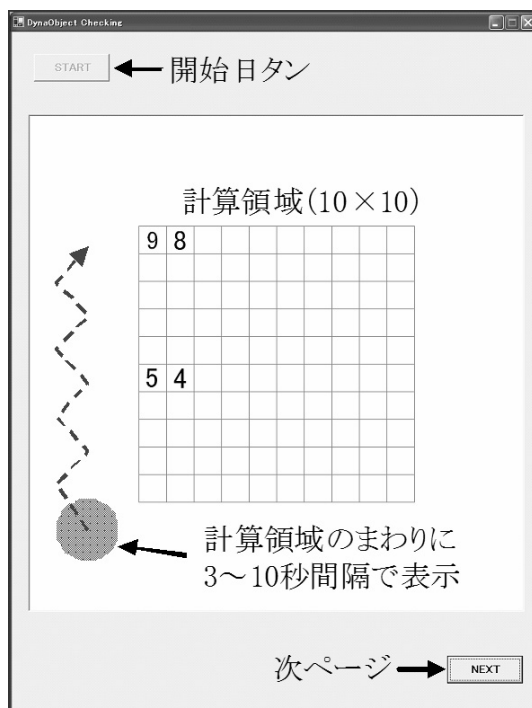 DynaObject Checking
START
開始日タン
計算領域(10×10)
9 8
5 4
計算領域のまわりに
3～10秒間隔で表示
次ページ
NEXT